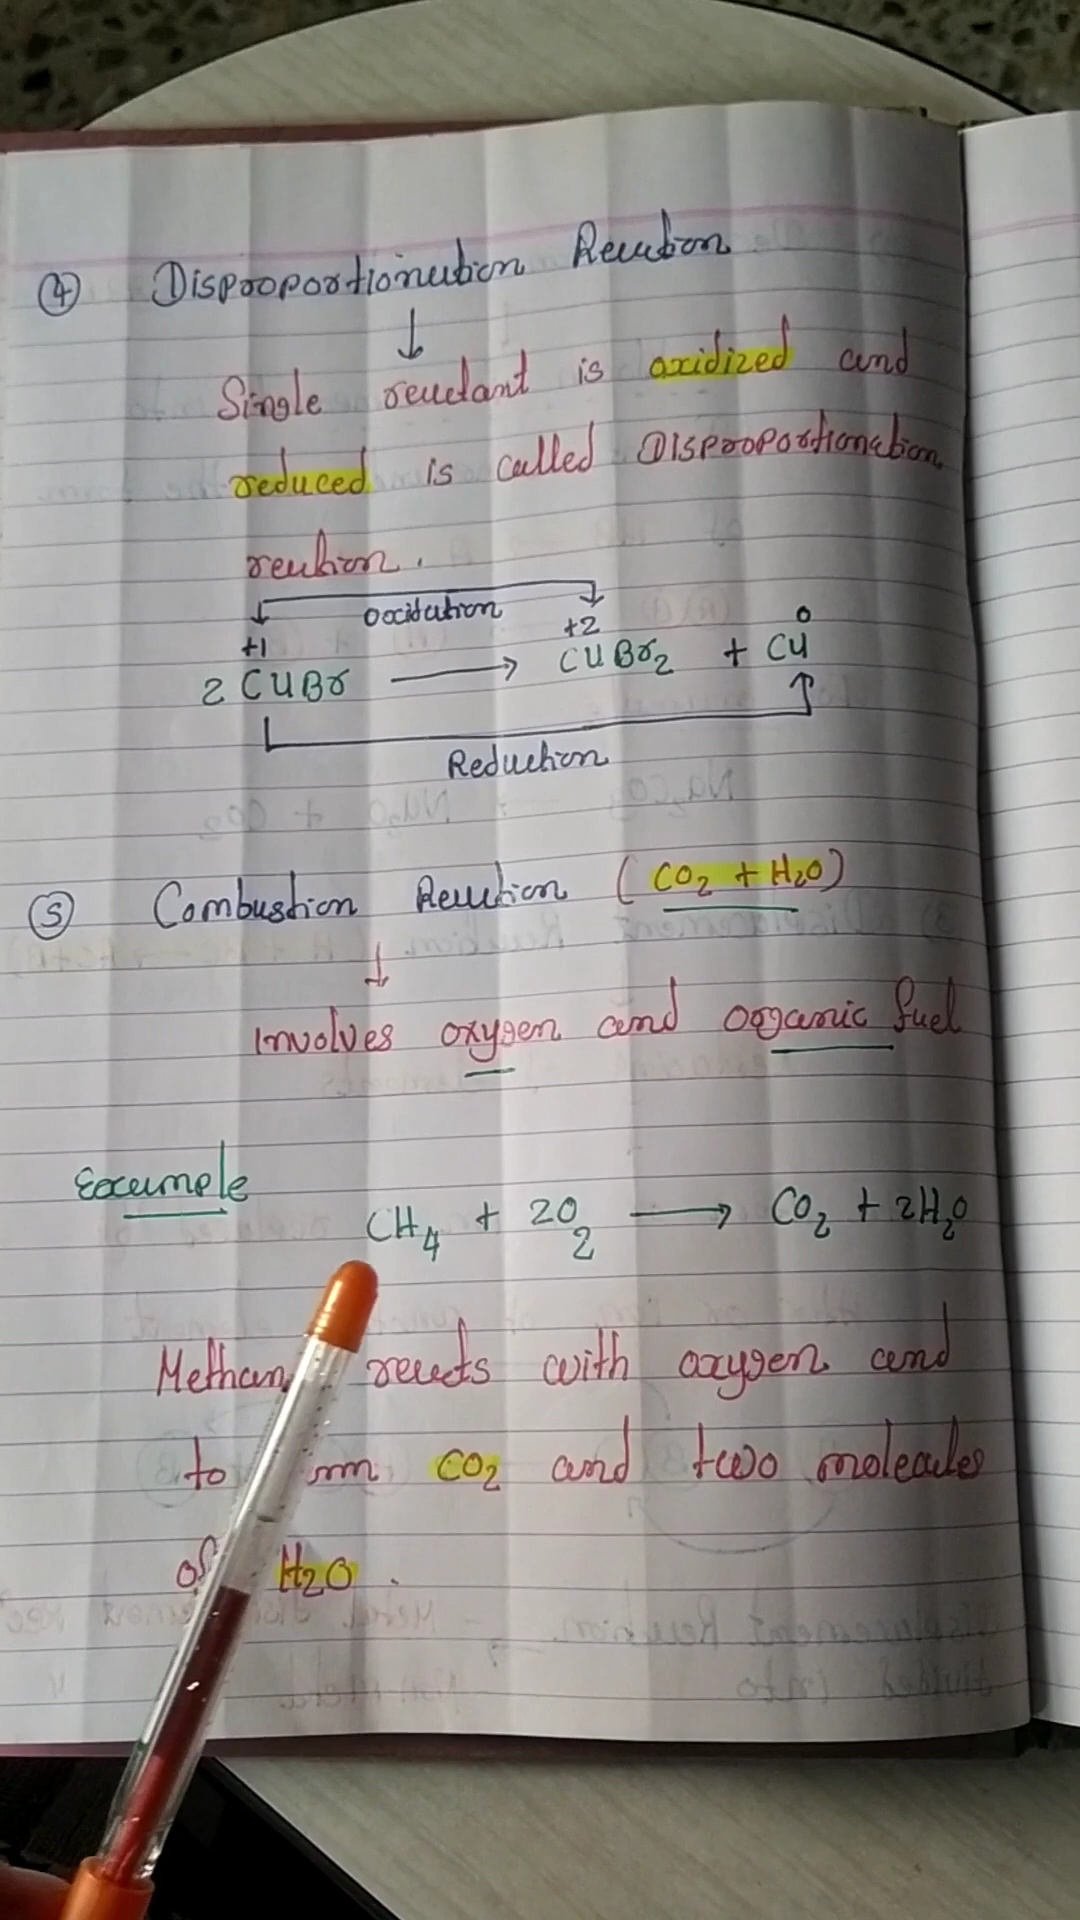 4 Disproportionation Reaction
↓
Single reactant is oxidized and
reduced is called Disproportionation
reaction.
oxidation
+1 +2 0
2 CuBr → CuBr2 + Cu
Reduction
5 Combustion Reaction (CO2 + H2O)
↓
Involves oxygen and organic fuel
Example
CH4 + 2O2 → CO2 + 2H2O
Methan reacts with oxygen and
to CO2 and two molecules
of H2O.